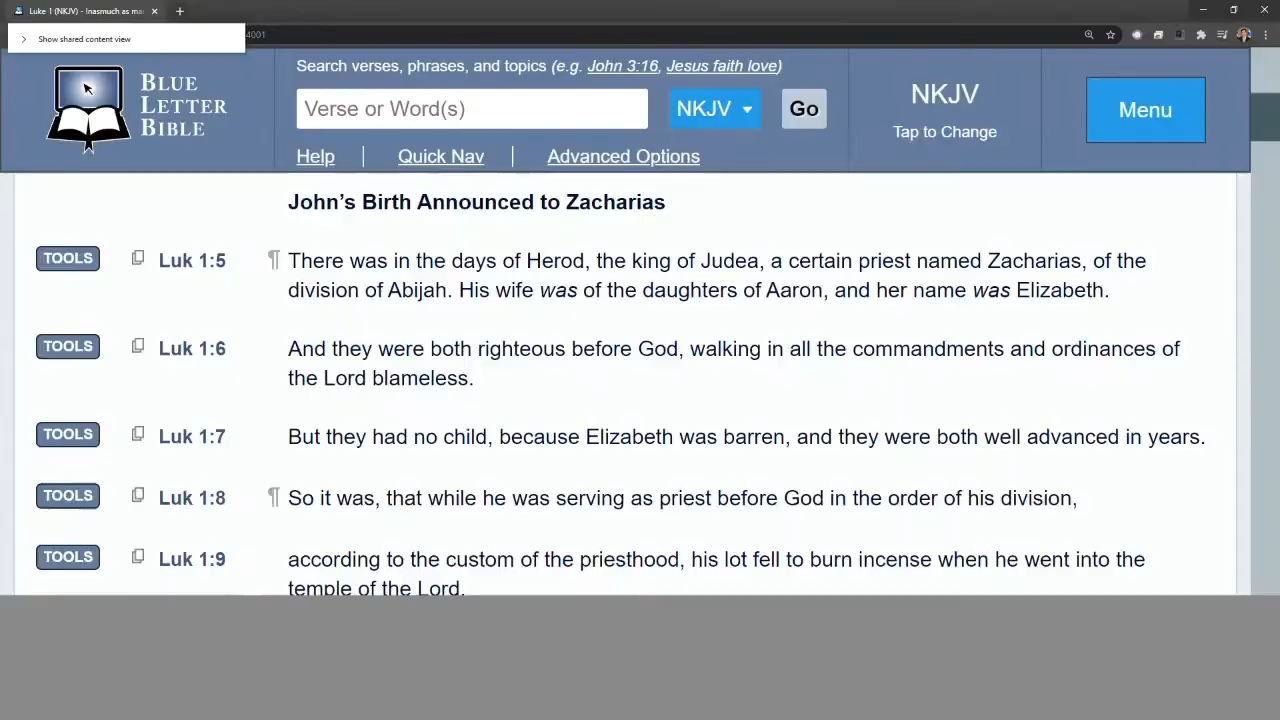 Luke 1 (NKJV) - Inasmuch as ma
Show shared content view
4001
BLUE
LETTER
BIBLE
Search verses, phrases, and topics (e.g. John 3:16, Jesus faith love)
Verse or Word(s)
NKJV
Go
Help
Quick Nav
Advanced Options
NKJV
Tap to Change
Menu
John's Birth Announced to Zacharias
TOOLS Luk 1:5 ¶ There was in the days of Herod, the king of Judea, a certain priest named Zacharias, of the
division of Abijah. His wife was of the daughters of Aaron, and her name was Elizabeth.
TOOLS Luk 1:6 And they were both righteous before God, walking in all the commandments and ordinances of
the Lord blameless.
TOOLS Luk 1:7 But they had no child, because Elizabeth was barren, and they were both well advanced in years.
TOOLS Luk 1:8 ¶ So it was, that while he was serving as priest before God in the order of his division,
TOOLS Luk 1:9 according to the custom of the priesthood, his lot fell to burn incense when he went into the
temple of the Lord.